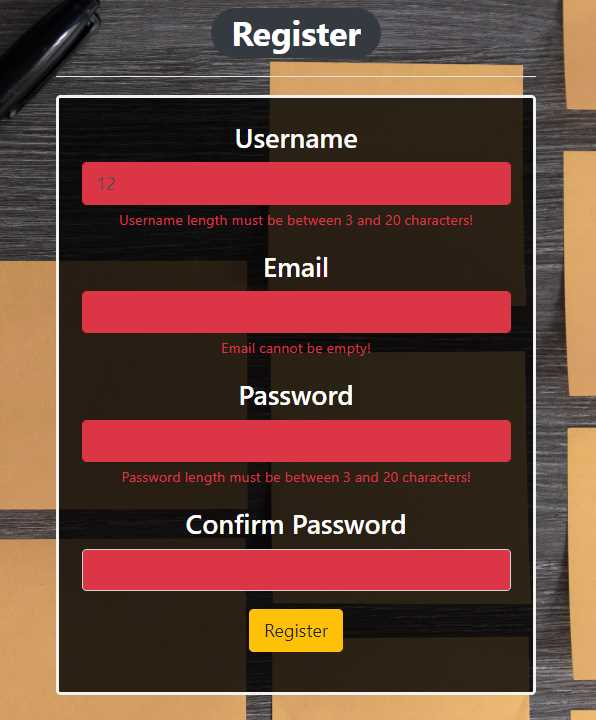 Register
Username
12
Username length must be between 3 and 20 characters!
Email
Email cannot be empty!
Password
Password length must be between 3 and 20 characters!
Confirm Password
Register